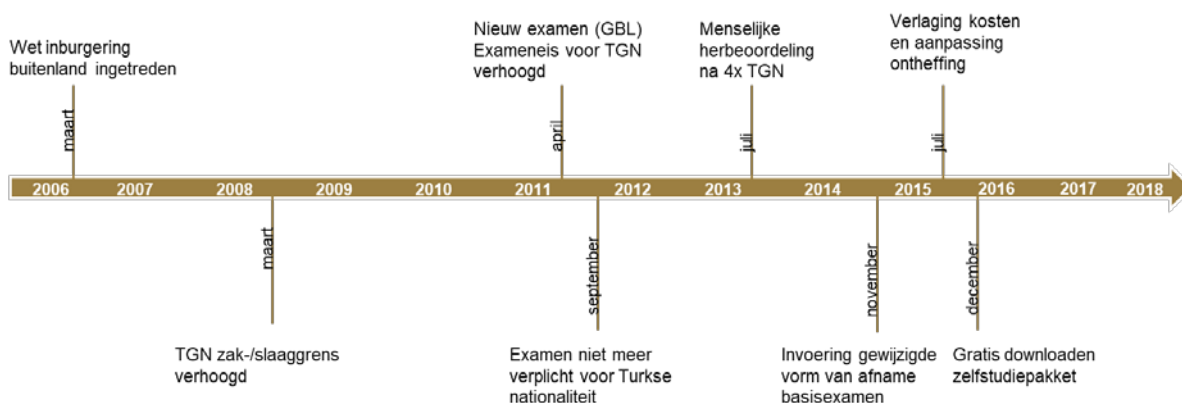 Wet inburgering
buitenland ingetreden
Nieuw examen (GBL)
Exameneis voor TGN
verhoogd
Menselijke
herbeoordeling
na 4x TGN
Verlaging kosten
en aanpassing
ontheffing
maart
april
juli
juli
2006 2007 2008 2009 2010 2011 2012 2013 2014 2015 2016 2017 2018
maart
september
november
december
TGN zak-/slaaggrens
verhoogd
Examen niet meer
verplicht voor Turkse
nationaliteit
Invoering gewijzigde
vorm van afname
basisexamen
Gratis downloaden
zelfstudiepakket